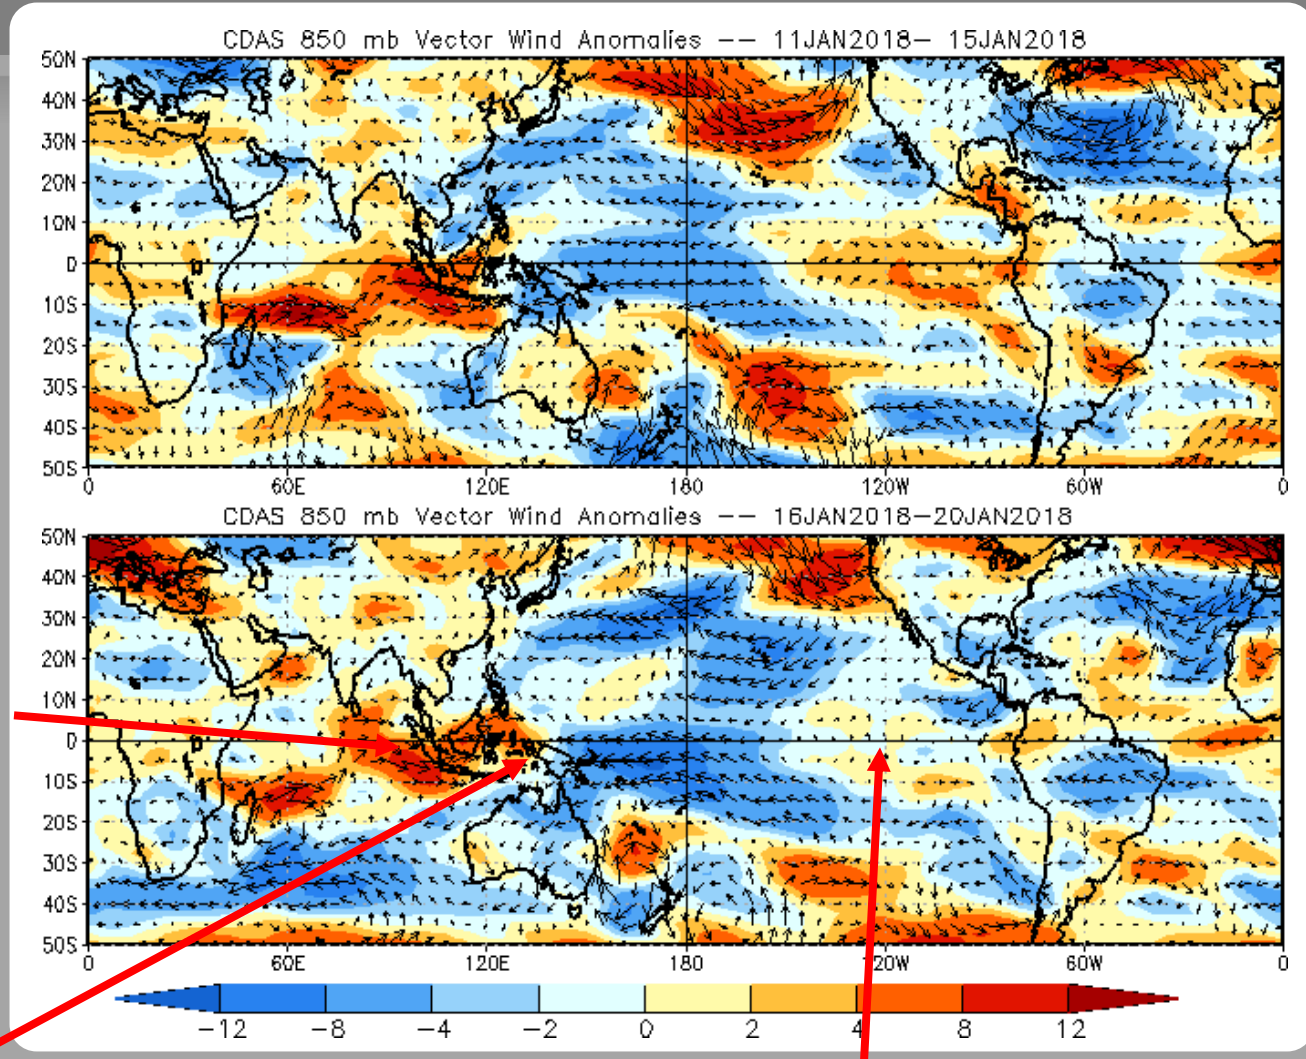 CDAS 850 mb Vector Wind Anomalies -- 11JAN2018- 15JAN2018
50N
40N
30N
20N
10N
0
10S
20S
30S
40S
50S
0 60E 120E 180 120W 60W 0
CDAS 850 mb Vector Wind Anomalies -- 16JAN2018-20JAN2018
50N
40N
30N
20N
10N
0
10S
20S
30S
40S
50S
0 60E 120E 180 120W 60W 0
-12 -8 -4 -2 0 2 4 8 12